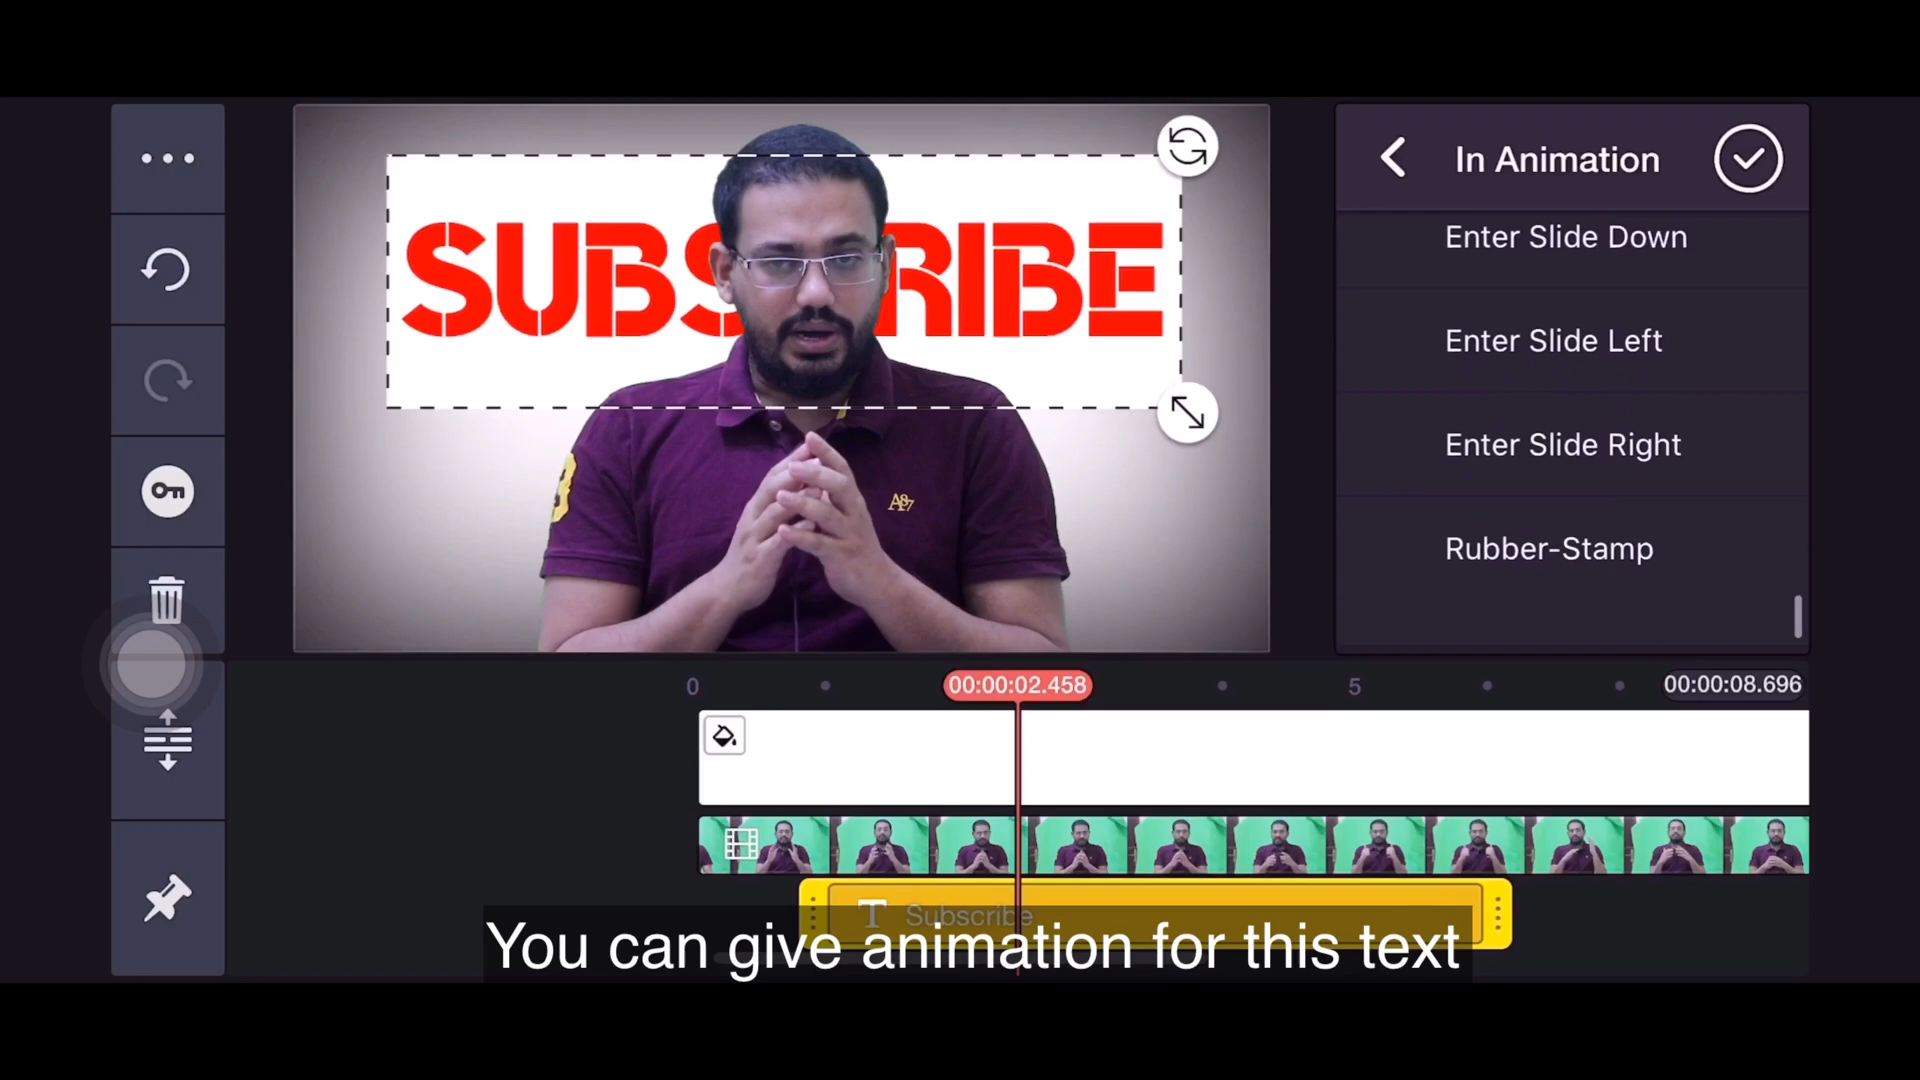 In Animation
SUBSCRIBE
Enter Slide Down
Enter Slide Left
Enter Slide Right
Rubber-Stamp
A87
0
00:00:02.458
5
00:00:08.696
T Subscribe
You can give animation for this text